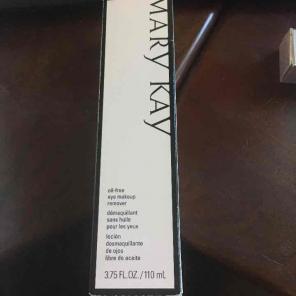 MARY KAY
oil-free
eye makeup
remover
démaquillant
sans huile
pour les yeux
loción
desmaquillante
de ojos
libre de aceite
3.75 FL.OZ./110 mL